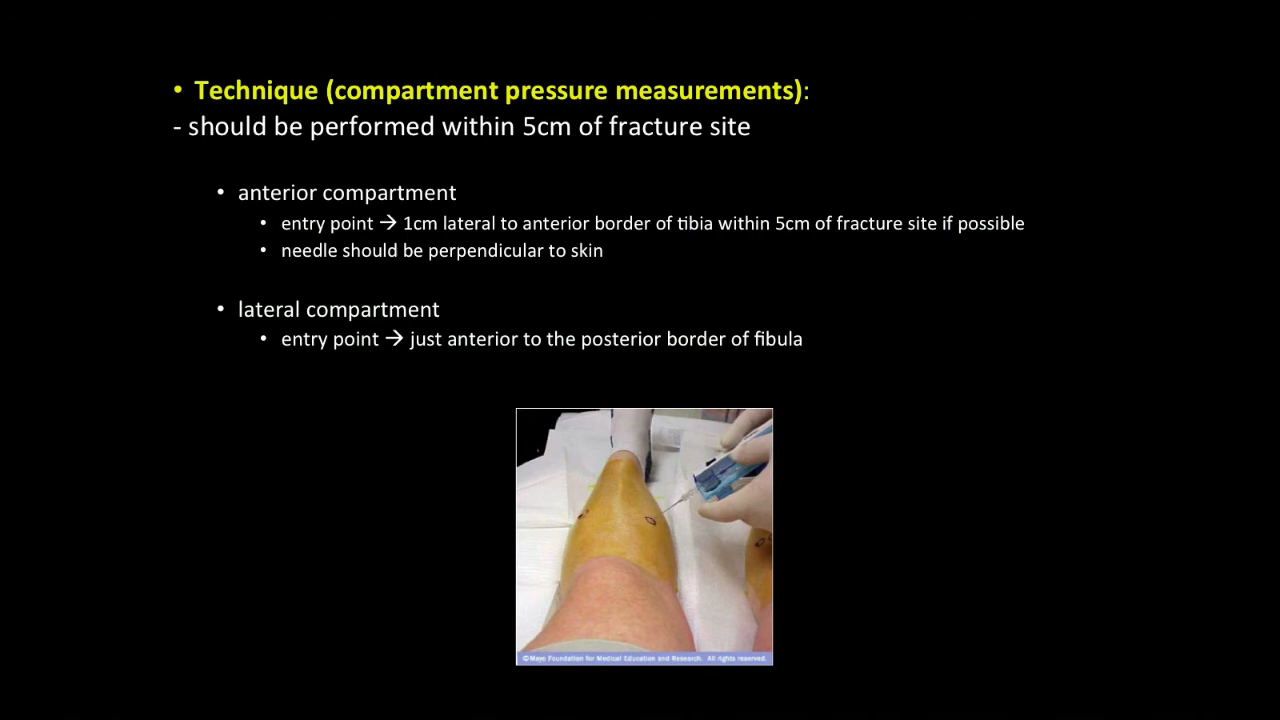 • Technique (compartment pressure measurements):
- should be performed within 5cm of fracture site
• anterior compartment
• entry point → 1cm lateral to anterior border of tibia within 5cm of fracture site if possible
• needle should be perpendicular to skin
• lateral compartment
• entry point → just anterior to the posterior border of fibula
©Mayo Foundation for Medical Education and Research. All rights reserved.